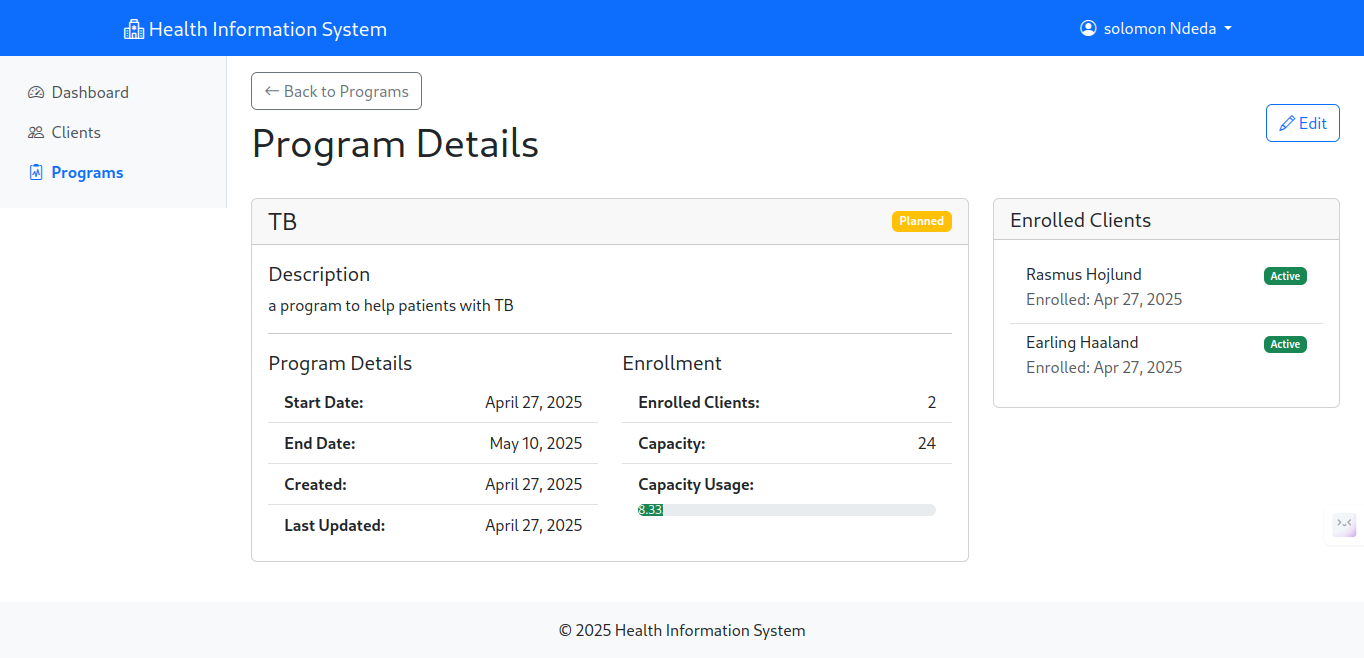 Health Information System
solomon Ndeda
Dashboard
Clients
Programs
← Back to Programs
Program Details
Edit
TB
Planned
Description
a program to help patients with TB
Program Details
Start Date: April 27, 2025
End Date: May 10, 2025
Created: April 27, 2025
Last Updated: April 27, 2025
Enrollment
Enrolled Clients: 2
Capacity: 24
Capacity Usage:
8.33
Enrolled Clients
Rasmus Hojlund Active
Enrolled: Apr 27, 2025
Earling Haaland Active
Enrolled: Apr 27, 2025
© 2025 Health Information System